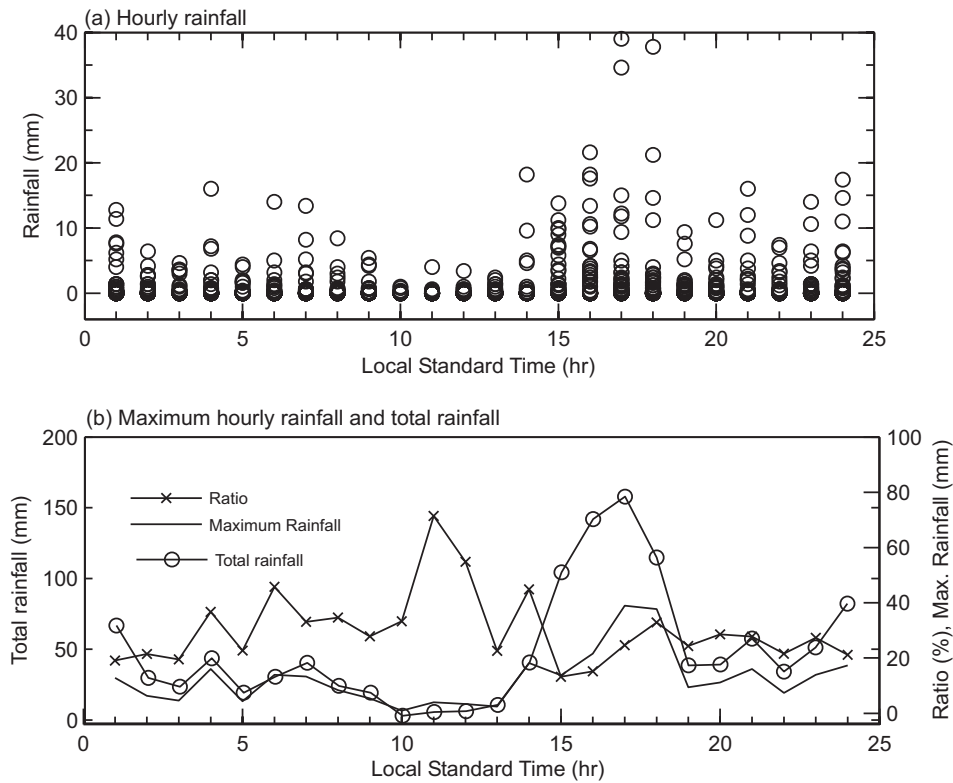 (a) Hourly rainfall
40
30
20
10
0
Rainfall (mm)
0 5 10 15 20 25
Local Standard Time (hr)
(b) Maximum hourly rainfall and total rainfall
200
150
100
50
0
Total rainfall (mm)
Ratio
Maximum Rainfall
Total rainfall
100
80
60
40
20
0
Ratio (%), Max. Rainfall (mm)
0 5 10 15 20 25
Local Standard Time (hr)